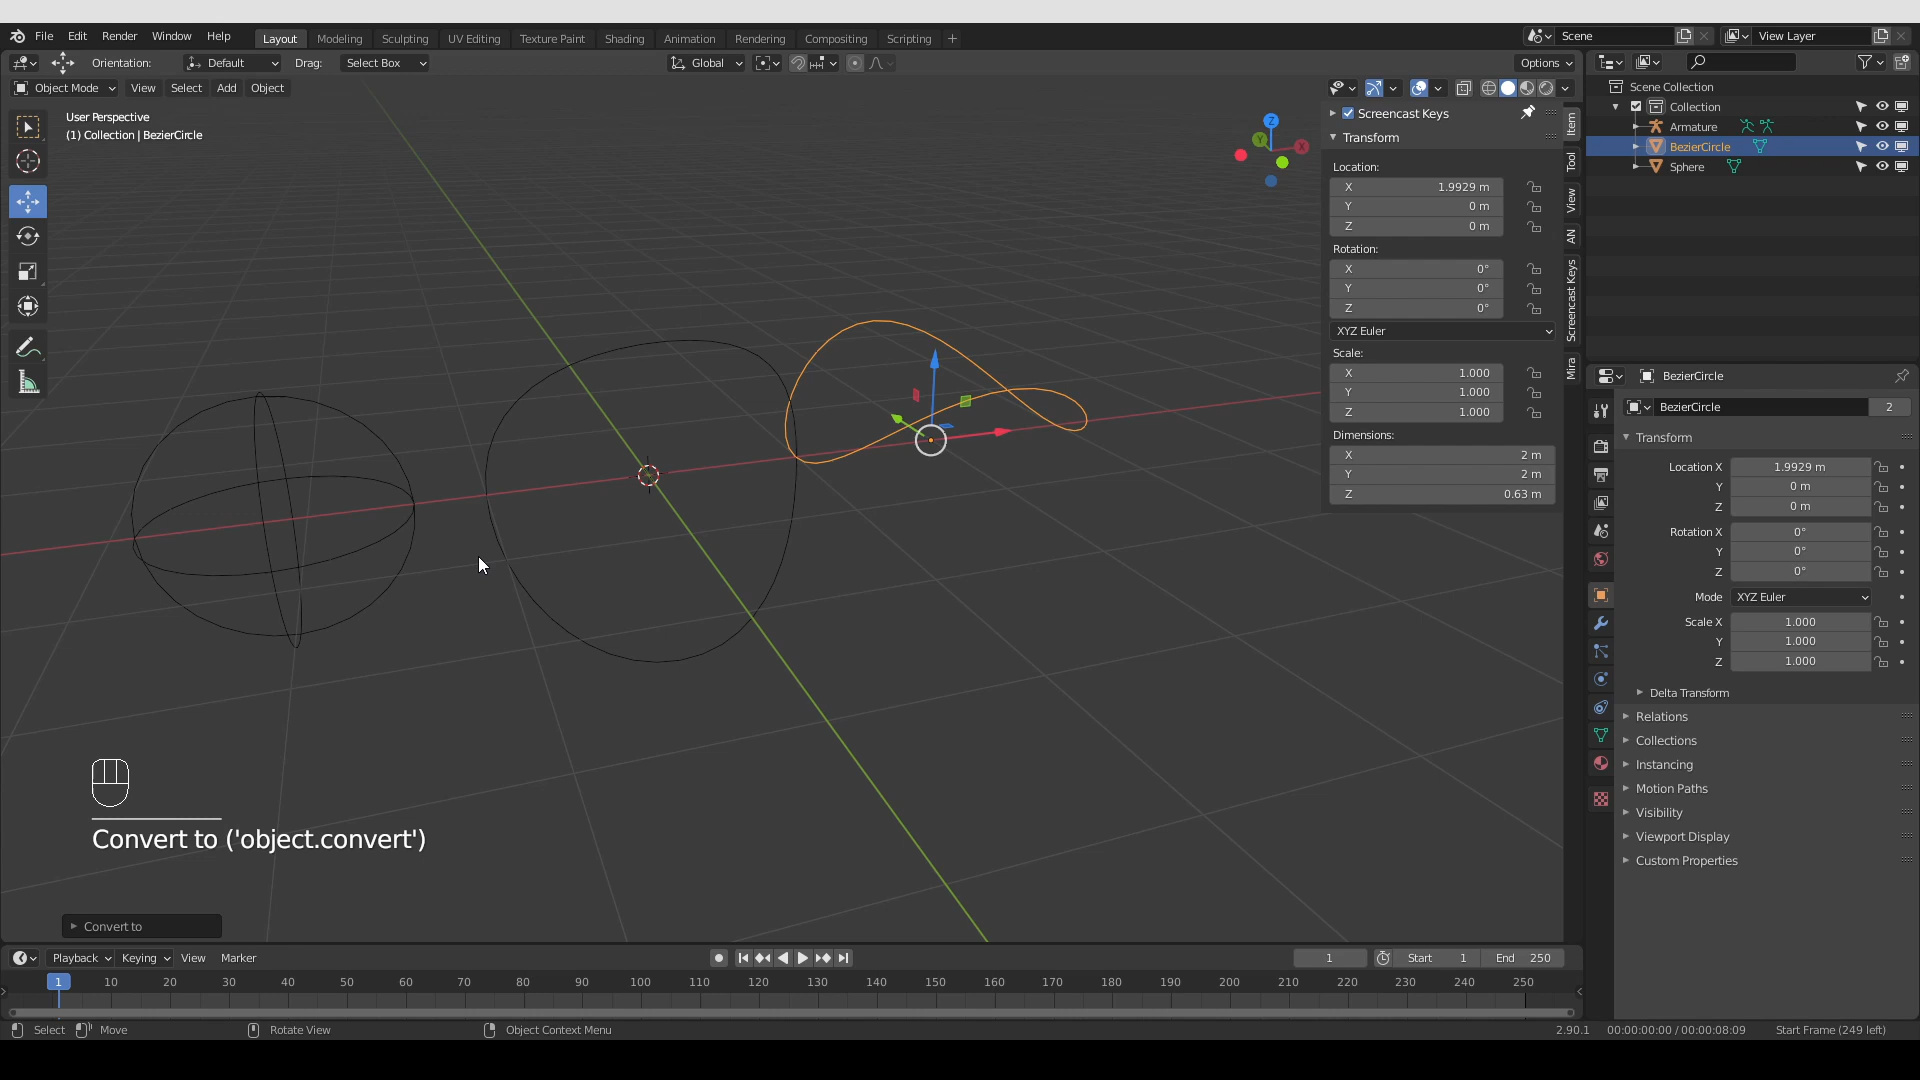 File Edit Render Window Help Layout Modeling Sculpting UV Editing Texture Paint Shading Animation Rendering Compositing Scripting + Scene View Layer
Orientation: Default Drag: Select Box Global Options
Object Mode View Select Add Object
User Perspective
(1) Collection | BezierCircle
Z
Y
X
Screencast Keys
Transform
Location:
X 1.9929 m
Y 0 m
Z 0 m
Rotation:
X 0°
Y 0°
Z 0°
XYZ Euler
Scale:
X 1.000
Y 1.000
Z 1.000
Dimensions:
X 2 m
Y 2 m
Z 0.63 m
Item
Tool
View
AN
Screencast Keys
Mira
Scene Collection
Collection
Armature
BezierCircle
Sphere
BezierCircle
BezierCircle 2
Transform
Location X 1.9929 m
Y 0 m
Z 0 m
Rotation X 0°
Y 0°
Z 0°
Mode XYZ Euler
Scale X 1.000
Y 1.000
Z 1.000
Delta Transform
Relations
Collections
Instancing
Motion Paths
Visibility
Viewport Display
Custom Properties
Convert to ('object.convert')
Convert to
Playback Keying View Marker 1 Start 1 End 250
1 10 20 30 40 50 60 70 80 90 100 110 120 130 140 150 160 170 180 190 200 210 220 230 240 250
Select Move Rotate View Object Context Menu 2.90.1 00:00:00:00 / 00:00:08:09 Start Frame (249 left)